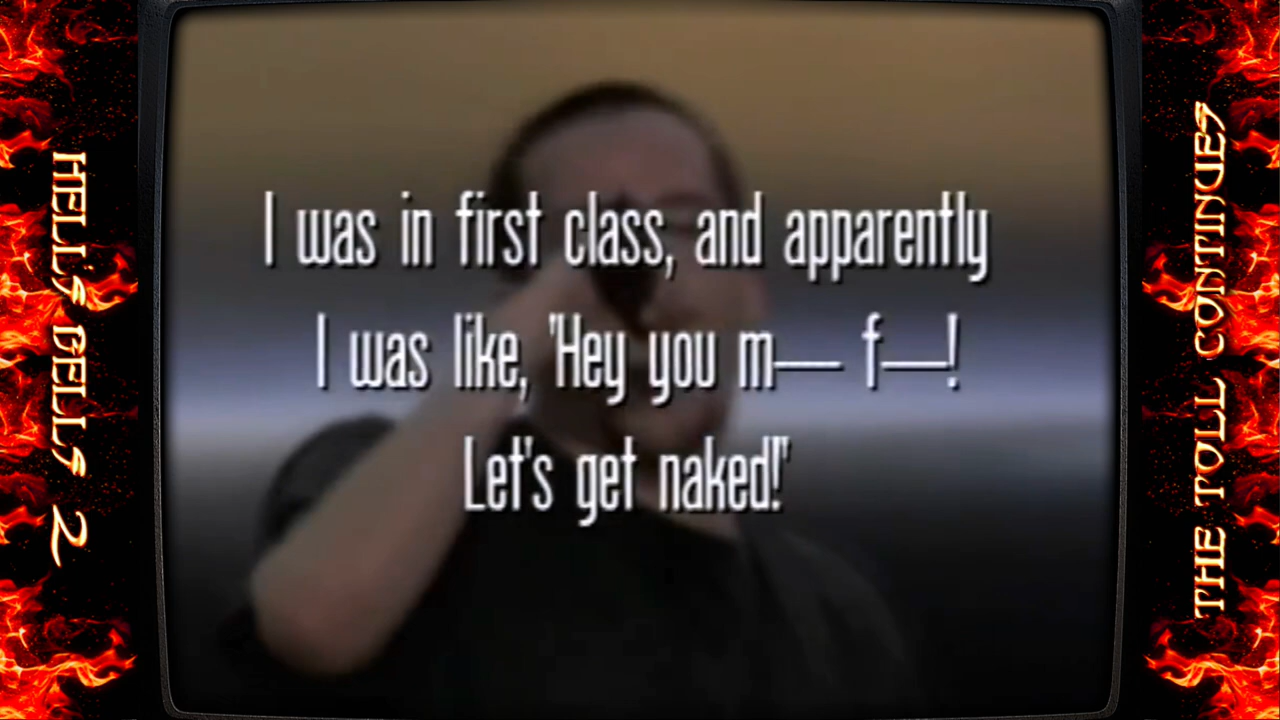 HELL'S BELLS 2
I was in first class, and apparently
I was like, 'Hey you m— f—!
Let's get naked!'
THE TOLL CONTINUES